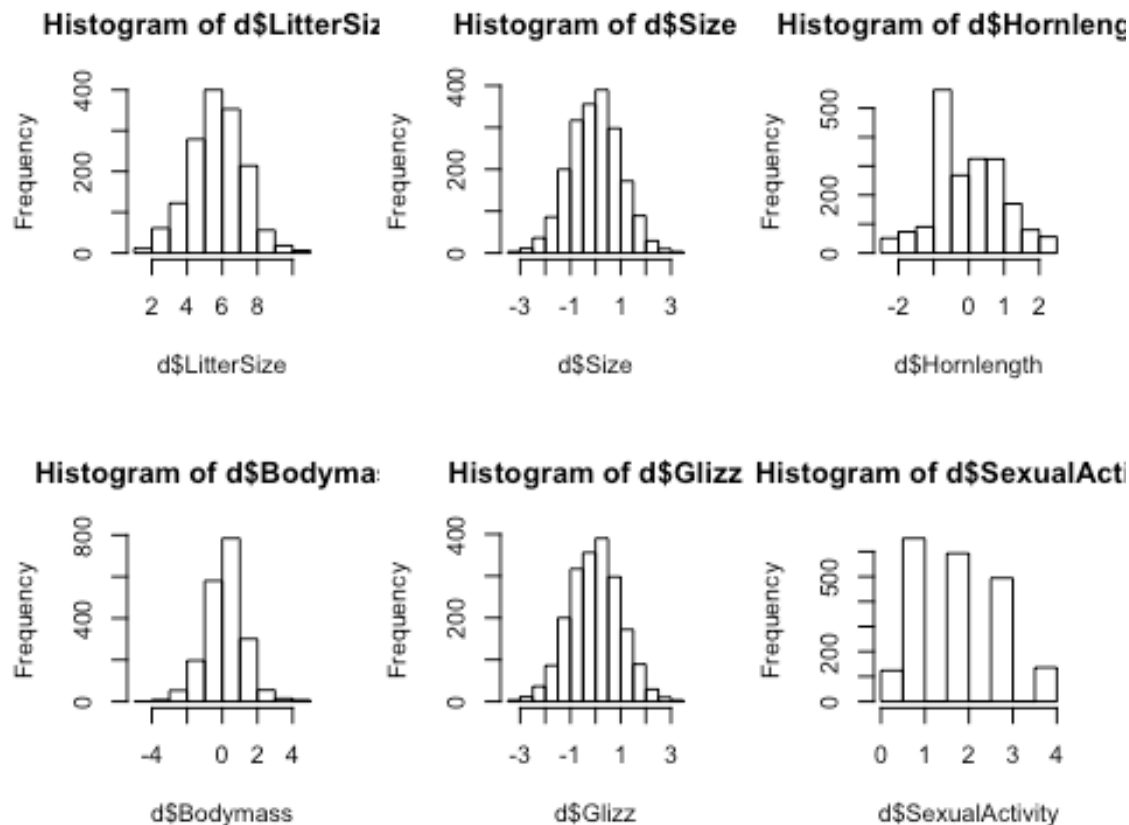 Histogram of d$LitterSiz
Frequency
0 200 400
2 4 6 8
d$LitterSize
Histogram of d$Size
Frequency
0 200 400
-3 -1 1 3
d$Size
Histogram of d$Hornleng
Frequency
0 200 500
-2 0 1 2
d$Hornlength
Histogram of d$Bodymas
Frequency
0 400 800
-4 0 2 4
d$Bodymass
Histogram of d$Glizz
Frequency
0 200 400
-3 -1 1 3
d$Glizz
Histogram of d$SexualActi
Frequency
0 200 500
0 1 2 3 4
d$SexualActivity